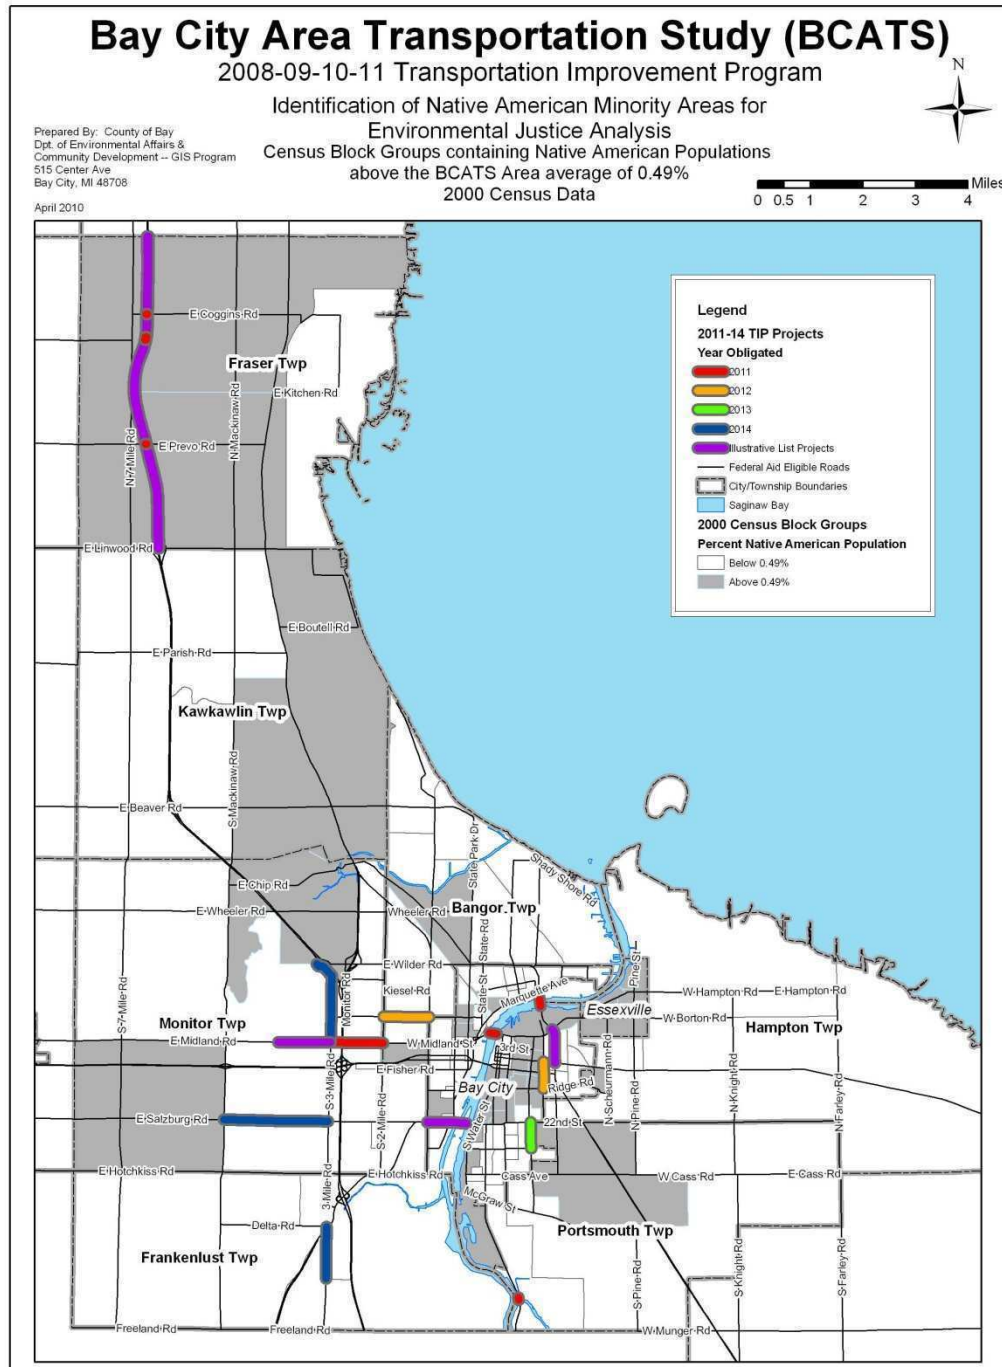 Bay City Area Transportation Study (BCATS)
2008-09-10-11 Transportation Improvement Program
Identification of Native American Minority Areas for
Environmental Justice Analysis
Census Block Groups containing Native American Populations
above the BCATS Area average of 0.49%
2000 Census Data
Prepared By: County of Bay
Dpt. of Environmental Affairs &
Community Development -- GIS Program
515 Center Ave
Bay City, MI 48708
April 2010
N
Miles
0 0.5 1 2 3 4
Legend
2011-14 TIP Projects
Year Obligated
2011
2012
2013
2014
Illustrative List Projects
Federal Aid Eligible Roads
City/Township Boundaries
Saginaw Bay
2000 Census Block Groups
Percent Native American Population
Below 0.49%
Above 0.49%
E Coggins Rd
Fraser Twp
E Kitchen Rd
N 7 Mile Rd
N Mackinaw Rd
E Prevo Rd
E Linwood Rd
E Boutell Rd
E Parish Rd
Kawkawlin Twp
S Mackinaw Rd
E Beaver Rd
State Park Dr
Shady Shore Rd
E Chip Rd
E Wheeler Rd
Wheeler Rd
Bangor Twp
State Rd
E Wilder Rd
Pine St
Kiesel Rd
State St
Marquette Ave
W Hampton Rd
E Hampton Rd
Essexville
S 7 Mile Rd
Monitor Rd
Monitor Twp
W Borton Rd
Hampton Twp
E Midland Rd
W Midland St
3rd St
E Fisher Rd
Bay City
Ridge Rd
N Scheurmann Rd
N Pine Rd
N Knight Rd
N Farley Rd
S 3 Mile Rd
S 2 Mile Rd
S Water St
E Salzburg Rd
22nd St
E Hotchkiss Rd
E Hotchkiss Rd
Cass Ave
W Cass Rd
E Cass Rd
3 Mile Rd
McGraw St
Delta Rd
Portsmouth Twp
Frankenlust Twp
S Pine Rd
S Knight Rd
S Farley Rd
Freeland Rd
Freeland Rd
W Munger Rd